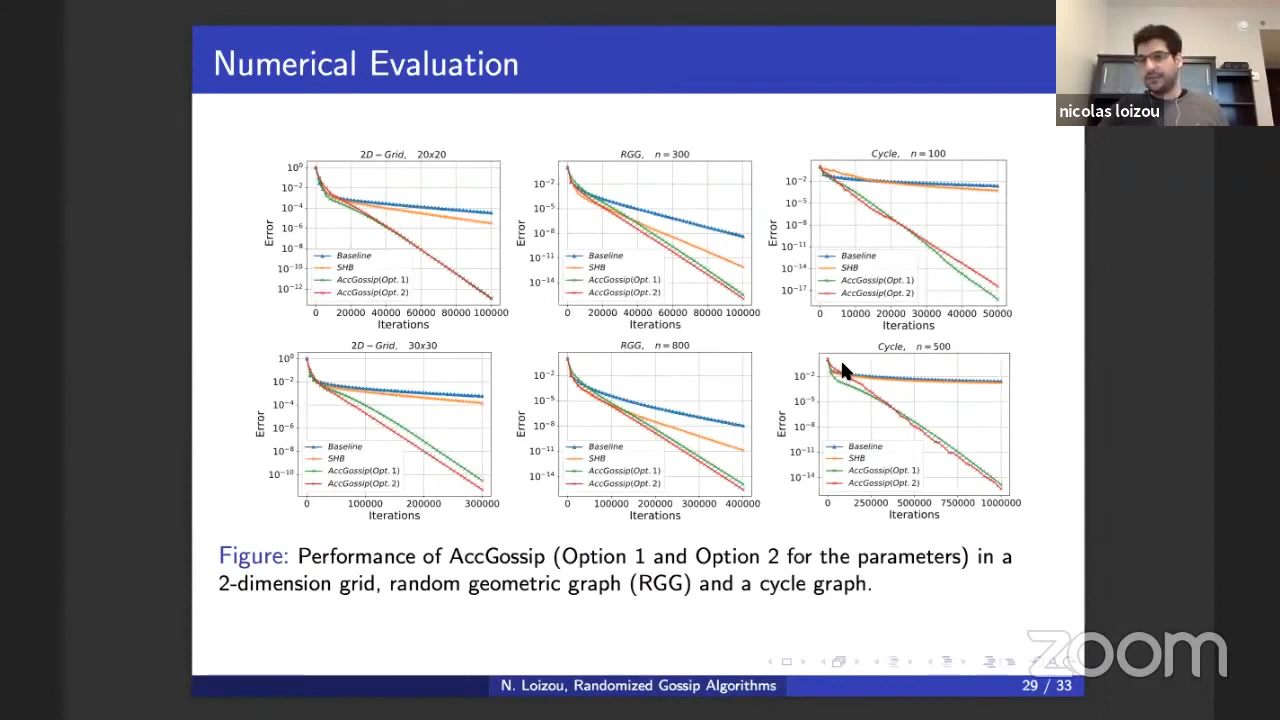 Numerical Evaluation
nicolas loizou
2D − Grid, 20x20
10⁰
10⁻²
10⁻⁴
10⁻⁶
10⁻⁸
10⁻¹⁰
10⁻¹²
Error
Baseline
SHB
AccGossip(Opt. 1)
AccGossip(Opt. 2)
0 20000 40000 60000 80000 100000
Iterations
RGG, n = 300
10⁻²
10⁻⁵
10⁻⁸
10⁻¹¹
10⁻¹⁴
Error
Baseline
SHB
AccGossip(Opt. 1)
AccGossip(Opt. 2)
0 20000 40000 60000 80000 100000
Iterations
Cycle, n = 100
10⁻²
10⁻⁵
10⁻⁸
10⁻¹¹
10⁻¹⁴
10⁻¹⁷
Error
Baseline
SHB
AccGossip(Opt. 1)
AccGossip(Opt. 2)
0 10000 20000 30000 40000 50000
Iterations
2D − Grid, 30x30
10⁰
10⁻²
10⁻⁴
10⁻⁶
10⁻⁸
10⁻¹⁰
Error
Baseline
SHB
AccGossip(Opt. 1)
AccGossip(Opt. 2)
0 100000 200000 300000
Iterations
RGG, n = 800
10⁻²
10⁻⁵
10⁻⁸
10⁻¹¹
10⁻¹⁴
Error
Baseline
SHB
AccGossip(Opt. 1)
AccGossip(Opt. 2)
0 100000 200000 300000 400000
Iterations
Cycle, n = 500
10⁻²
10⁻⁵
10⁻⁸
10⁻¹¹
10⁻¹⁴
Error
Baseline
SHB
AccGossip(Opt. 1)
AccGossip(Opt. 2)
0 250000 500000 750000 1000000
Iterations
Figure: Performance of AccGossip (Option 1 and Option 2 for the parameters) in a
2-dimension grid, random geometric graph (RGG) and a cycle graph.
zoom
N. Loizou, Randomized Gossip Algorithms 29 / 33